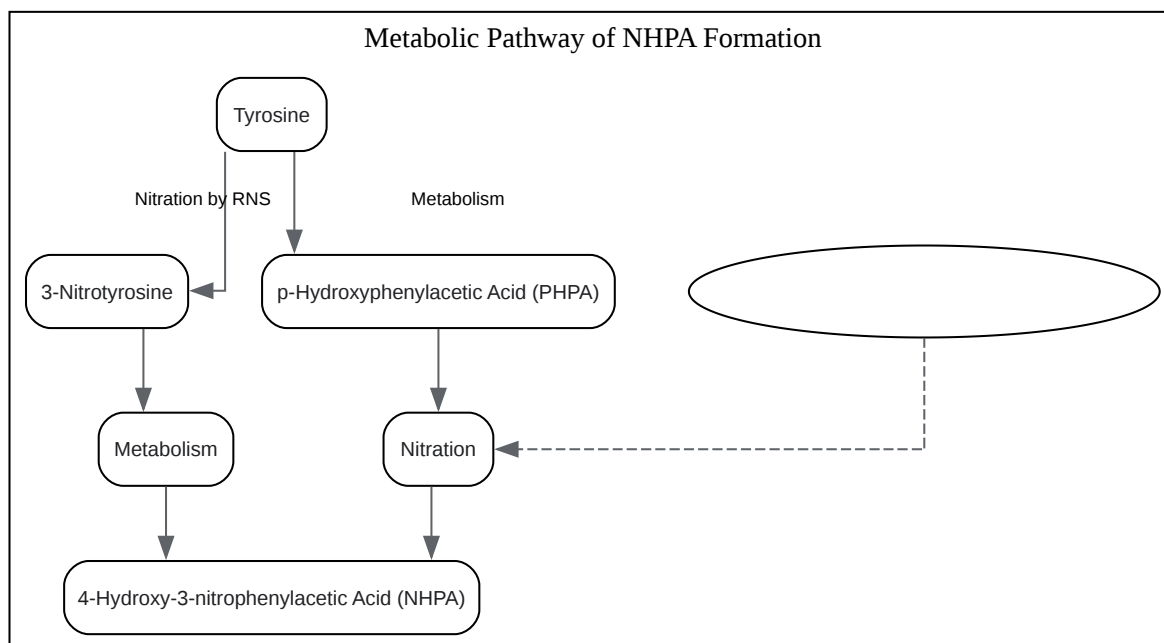 Metabolic Pathway of NHPA Formation
Tyrosine
Nitration by RNS
Metabolism
3-Nitrotyrosine
p-Hydroxyphenylacetic Acid (PHPA)
Metabolism
Nitration
4-Hydroxy-3-nitrophenylacetic Acid (NHPA)